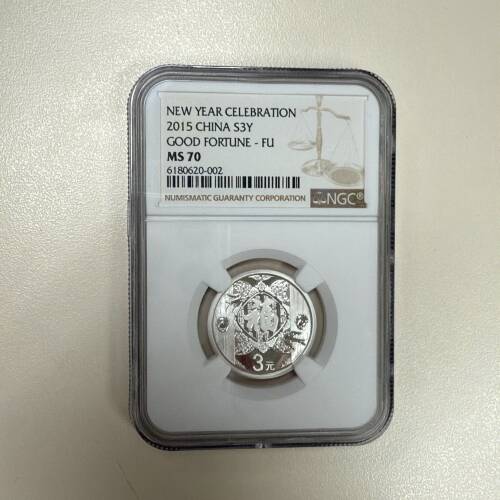 NEW YEAR CELEBRATION
2015 CHINA S3Y
GOOD FORTUNE - FU
MS 70
6180620-002
NUMISMATIC GUARANTY CORPORATION
NGC®
福
3元